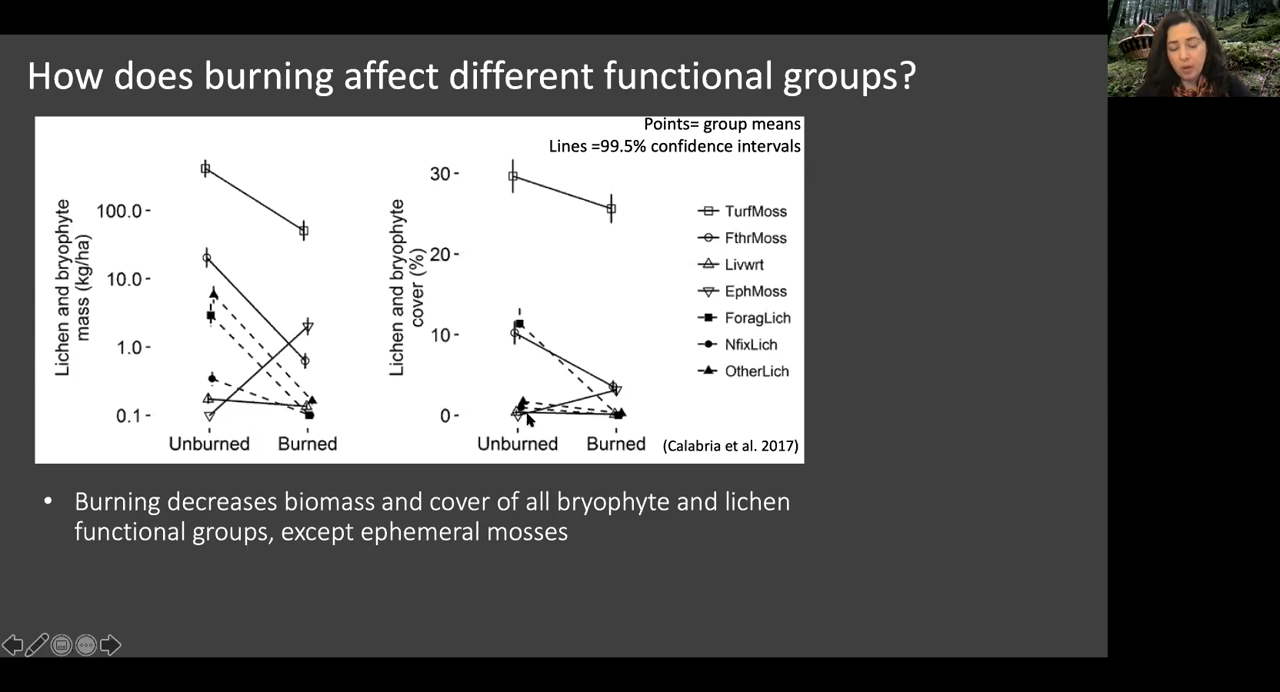 How does burning affect different functional groups?
Points= group means
Lines =99.5% confidence intervals
Lichen and bryophyte
mass (kg/ha)
100.0
10.0
1.0
0.1
Unburned
Burned
Lichen and bryophyte
cover (%)
30
20
10
0
Unburned
Burned
TurfMoss
FthrMoss
Livwrt
EphMoss
ForagLich
NfixLich
OtherLich
(Calabria et al. 2017)
• Burning decreases biomass and cover of all bryophyte and lichen
functional groups, except ephemeral mosses